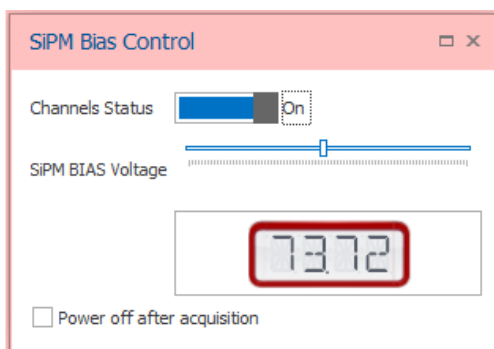 SiPM Bias Control
Channels Status On
SiPM BIAS Voltage
73.72
Power off after acquisition